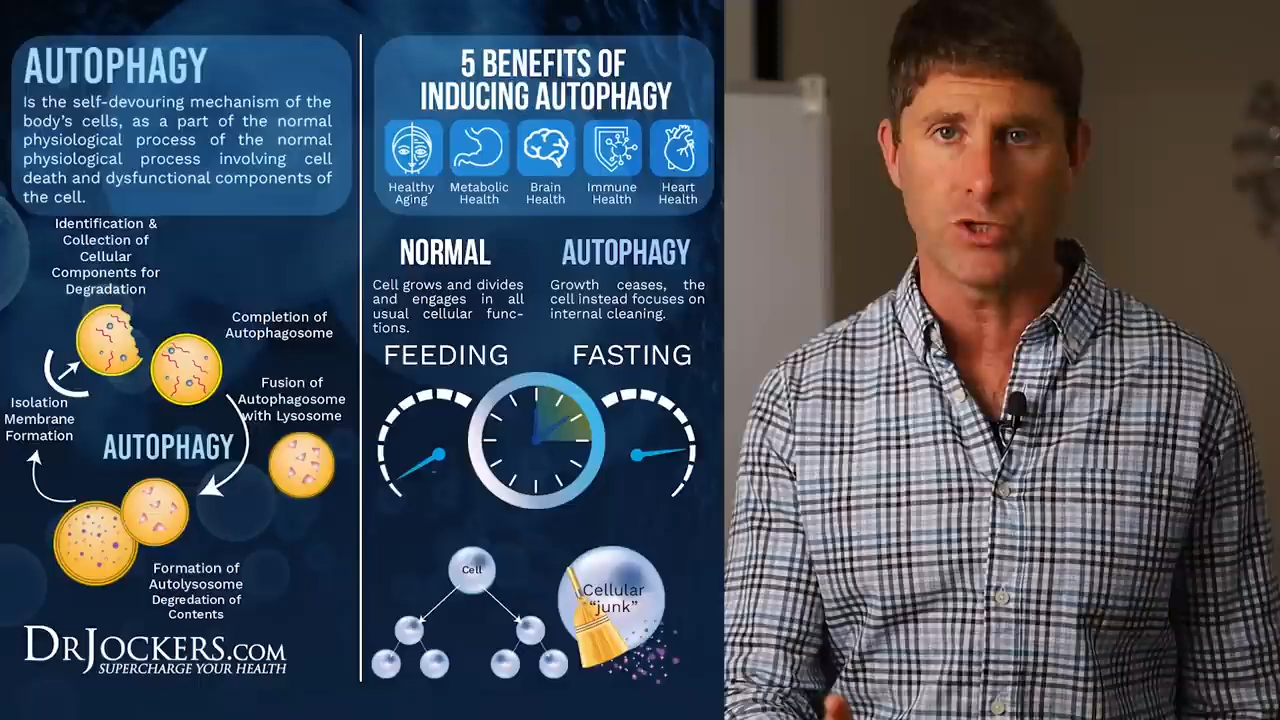 AUTOPHAGY
Is the self-devouring mechanism of the
body's cells, as a part of the normal
physiological process of the normal
physiological process involving cell
death and dysfunctional components of
the cell.
Identification &
Collection of
Cellular
Components for
Degradation
Completion of
Autophagosome
Fusion of
Autophagosome
with Lysosome
Isolation
Membrane
Formation
AUTOPHAGY
Formation of
Autolysosome
Degredation of
Contents
DRJOCKERS.COM
SUPERCHARGE YOUR HEALTH
5 BENEFITS OF
INDUCING AUTOPHAGY
Healthy
Aging
Metabolic
Health
Brain
Health
Immune
Health
Heart
Health
NORMAL
Cell grows and divides
and engages in all
usual cellular func-
tions.
AUTOPHAGY
Growth ceases, the
cell instead focuses on
internal cleaning.
FEEDING
FASTING
Cell
Cellular
"junk"